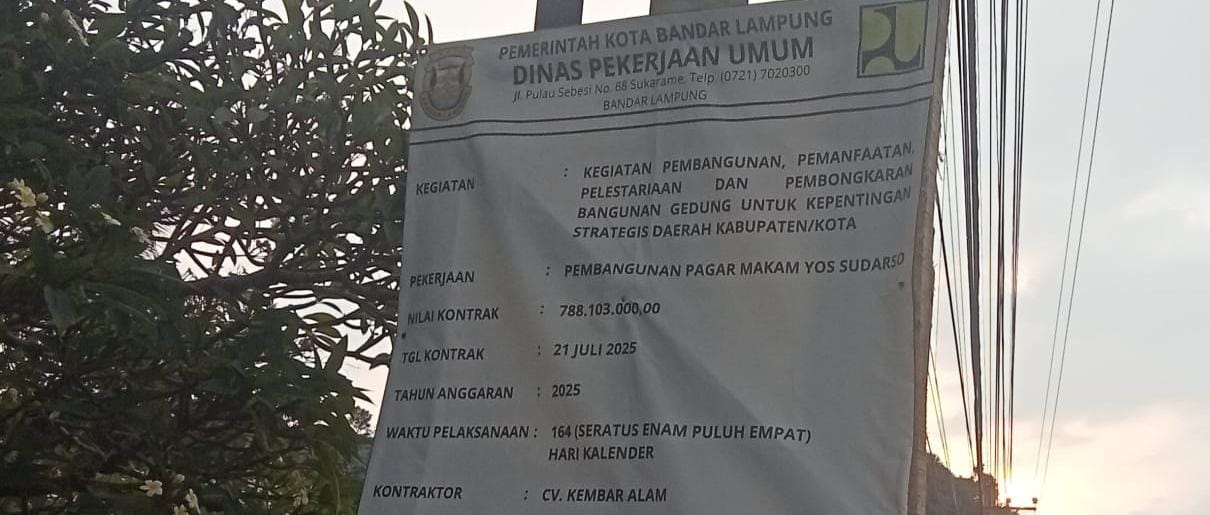 PEMERINTAH KOTA BANDAR LAMPUNG
DINAS PEKERJAAN UMUM
Jl. Pulau Sebesi No. 68 Sukarame, Telp. (0721) 7020300
BANDAR LAMPUNG
KEGIATAN : KEGIATAN PEMBANGUNAN, PEMANFAATAN,
PELESTARIAAN DAN PEMBONGKARAN
BANGUNAN GEDUNG UNTUK KEPENTINGAN
STRATEGIS DAERAH KABUPATEN/KOTA
PEKERJAAN : PEMBANGUNAN PAGAR MAKAM YOS SUDARSO
NILAI KONTRAK : 788.103.000,00
TGL KONTRAK : 21 JULI 2025
TAHUN ANGGARAN : 2025
WAKTU PELAKSANAAN : 164 (SERATUS ENAM PULUH EMPAT)
HARI KALENDER
KONTRAKTOR : CV. KEMBAR ALAM